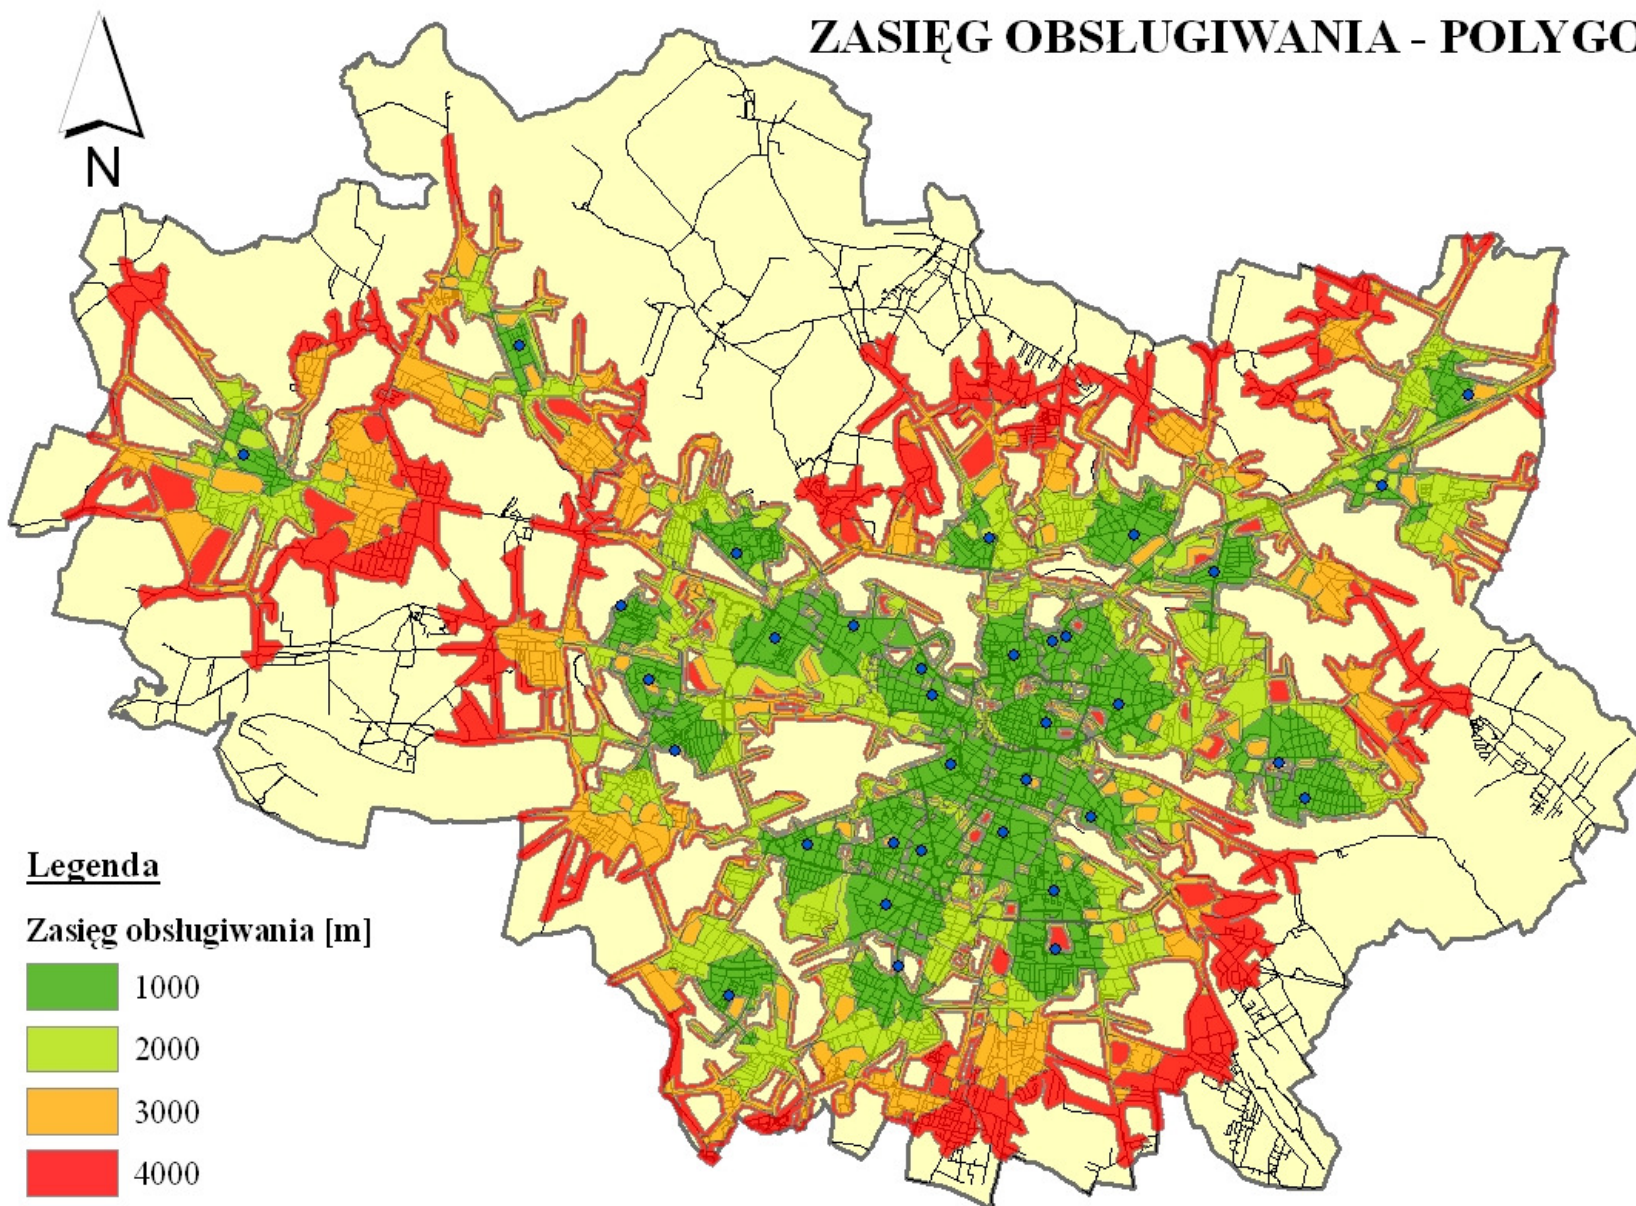 ZASIĘG OBSŁUGIWANIA - POLYGO
N
Legenda
Zasięg obsługiwania [m]
1000
2000
3000
4000